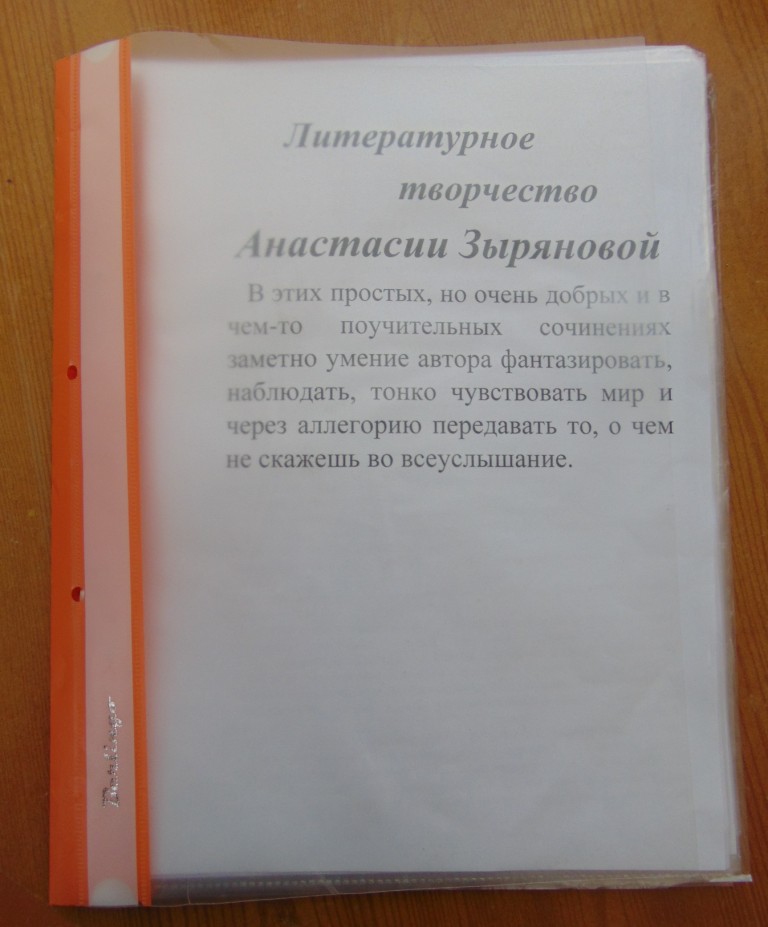 Литературное
творчество
Анастасии Зыряновой
В этих простых, но очень добрых и в
чем-то поучительных сочинениях
заметно умение автора фантазировать,
наблюдать, тонко чувствовать мир и
через аллегорию передавать то, о чем
не скажешь во всеуслышание.